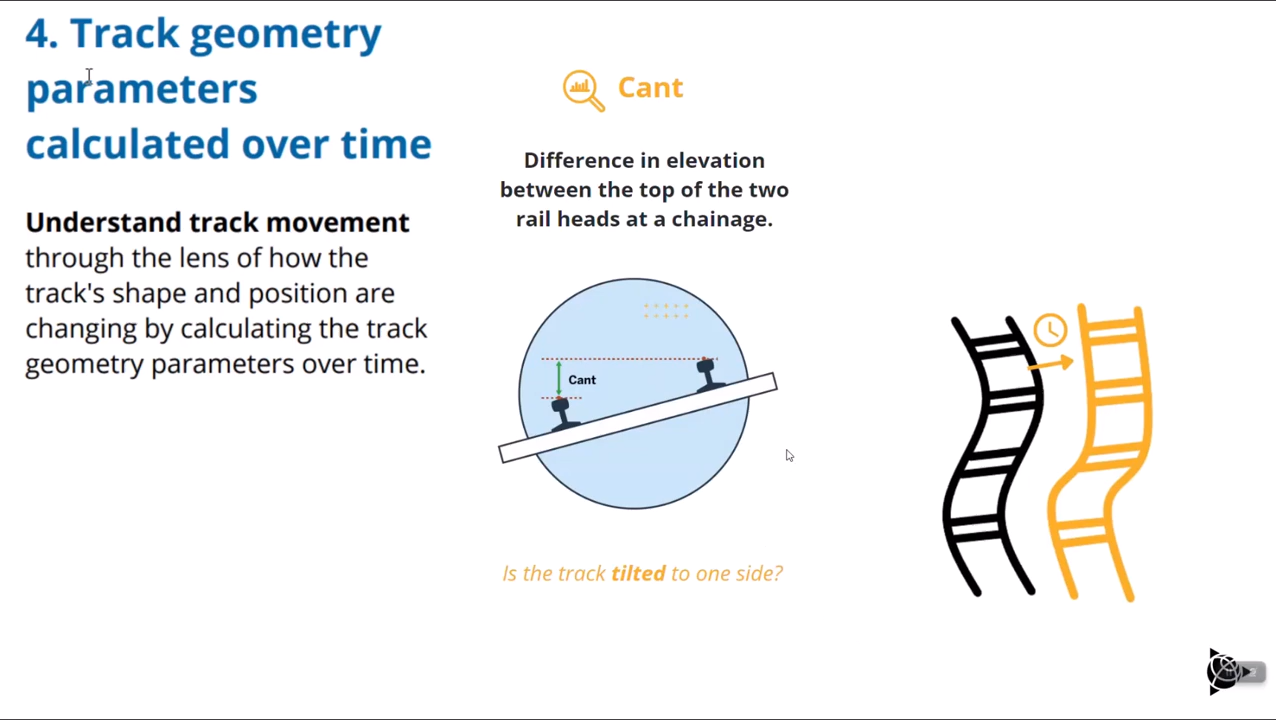 4. Track geometry
parameters
calculated over time
Understand track movement
through the lens of how the
track's shape and position are
changing by calculating the track
geometry parameters over time.
Cant
Difference in elevation
between the top of the two
rail heads at a chainage.
Cant
Is the track tilted to one side?